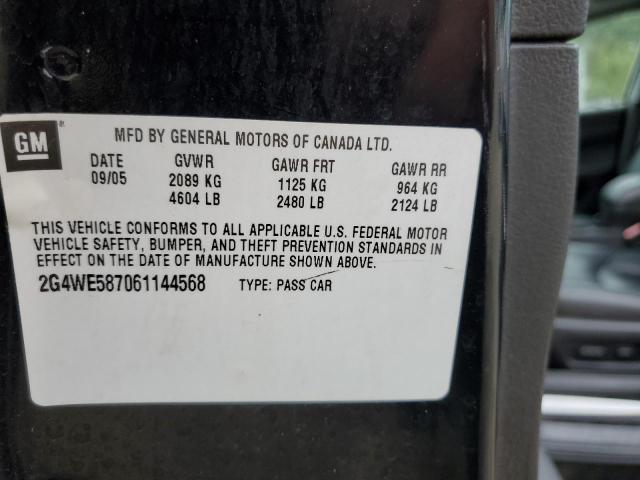 GM
MFD BY GENERAL MOTORS OF CANADA LTD.
DATE GVWR GAWR FRT GAWR RR
09/05 2089 KG 1125 KG 964 KG
4604 LB 2480 LB 2124 LB
THIS VEHICLE CONFORMS TO ALL APPLICABLE U.S. FEDERAL MOTOR
VEHICLE SAFETY, BUMPER, AND THEFT PREVENTION STANDARDS IN
EFFECT ON THE DATE OF MANUFACTURE SHOWN ABOVE.
2G4WE587061144568 TYPE: PASS CAR